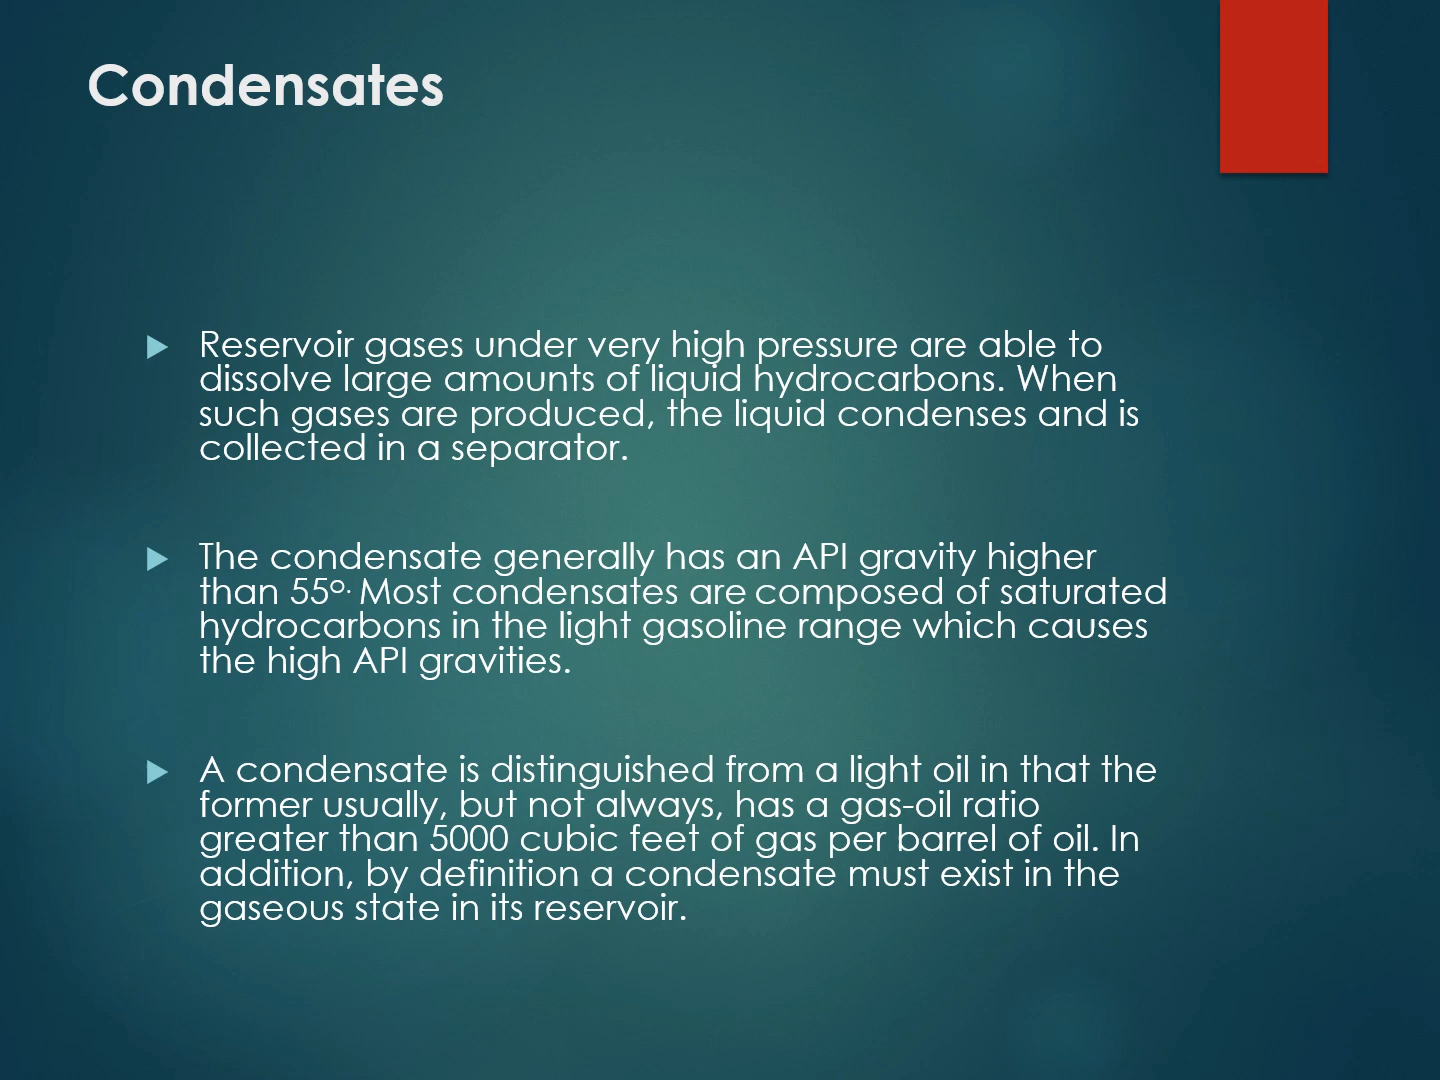 Condensates
Reservoir gases under very high pressure are able to
dissolve large amounts of liquid hydrocarbons. When
such gases are produced, the liquid condenses and is
collected in a separator.
The condensate generally has an API gravity higher
than 55º. Most condensates are composed of saturated
hydrocarbons in the light gasoline range which causes
the high API gravities.
A condensate is distinguished from a light oil in that the
former usually, but not always, has a gas-oil ratio
greater than 5000 cubic feet of gas per barrel of oil. In
addition, by definition a condensate must exist in the
gaseous state in its reservoir.